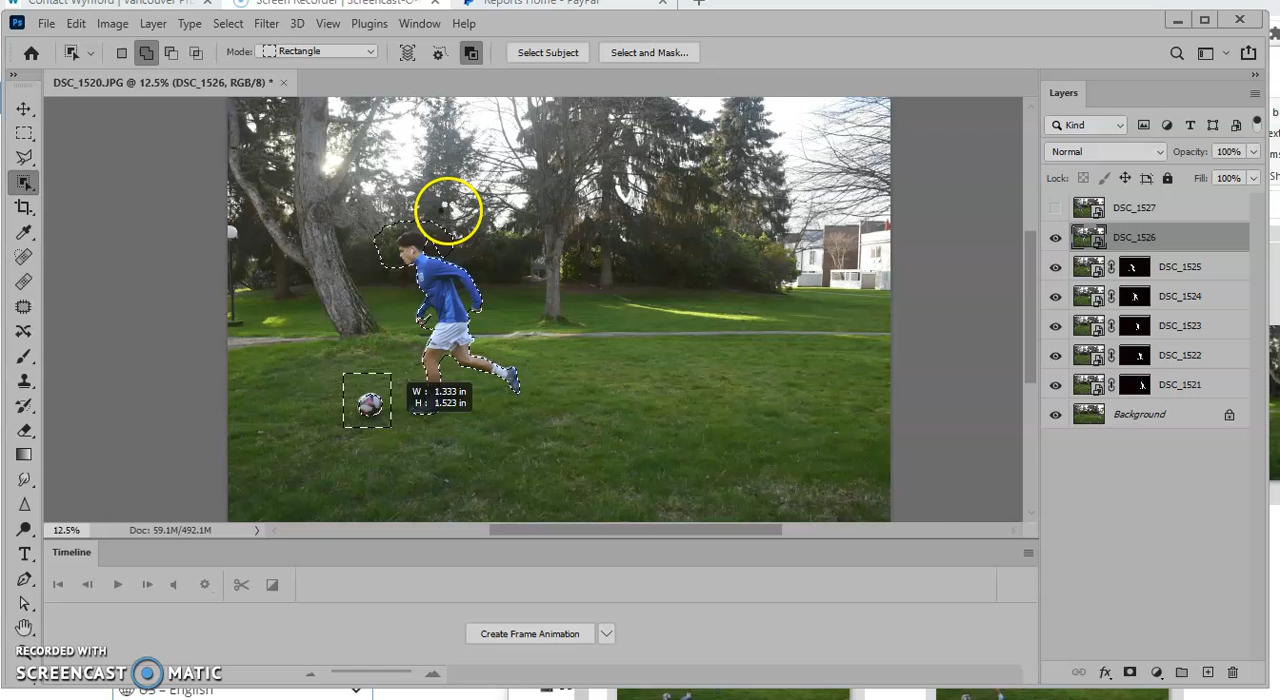 Contact Wynford | Vancouver Pr
Screen Recorder | Screencast-O-
Reports Home - PayPal
Ps File Edit Image Layer Type Select Filter 3D View Plugins Window Help
Mode: Rectangle Select Subject Select and Mask...
DSC_1520.JPG @ 12.5% (DSC_1526, RGB/8) *
Layers
Kind
Normal Opacity: 100%
Lock: Fill: 100%
DSC_1527
DSC_1526
DSC_1525
DSC_1524
DSC_1523
DSC_1522
DSC_1521
Background
W : 1.333 in
H : 1.523 in
12.5% Doc: 59.1M/492.1M
Timeline
Create Frame Animation
RECORDED WITH
SCREENCAST MATIC
US – English